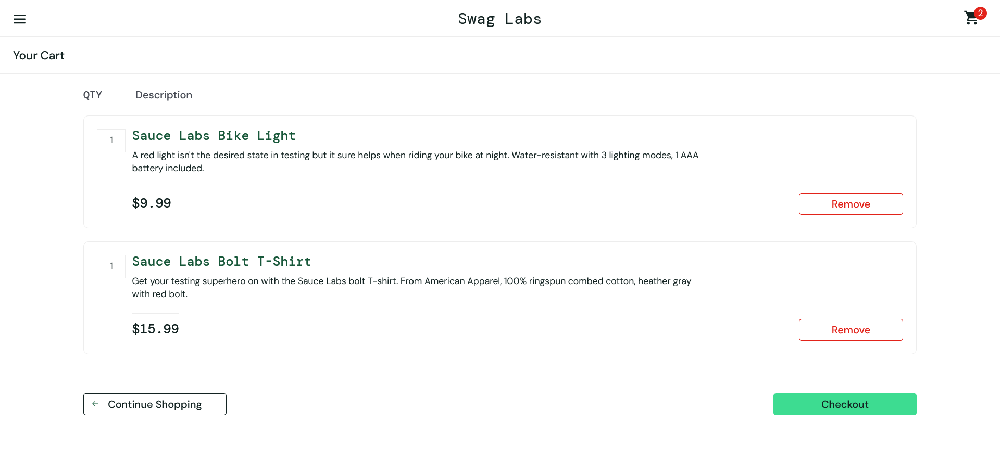 Swag Labs
2
Your Cart
QTY Description
1
Sauce Labs Bike Light
A red light isn't the desired state in testing but it sure helps when riding your bike at night. Water-resistant with 3 lighting modes, 1 AAA
battery included.
$9.99
Remove
1
Sauce Labs Bolt T-Shirt
Get your testing superhero on with the Sauce Labs bolt T-shirt. From American Apparel, 100% ringspun combed cotton, heather gray
with red bolt.
$15.99
Remove
Continue Shopping
Checkout